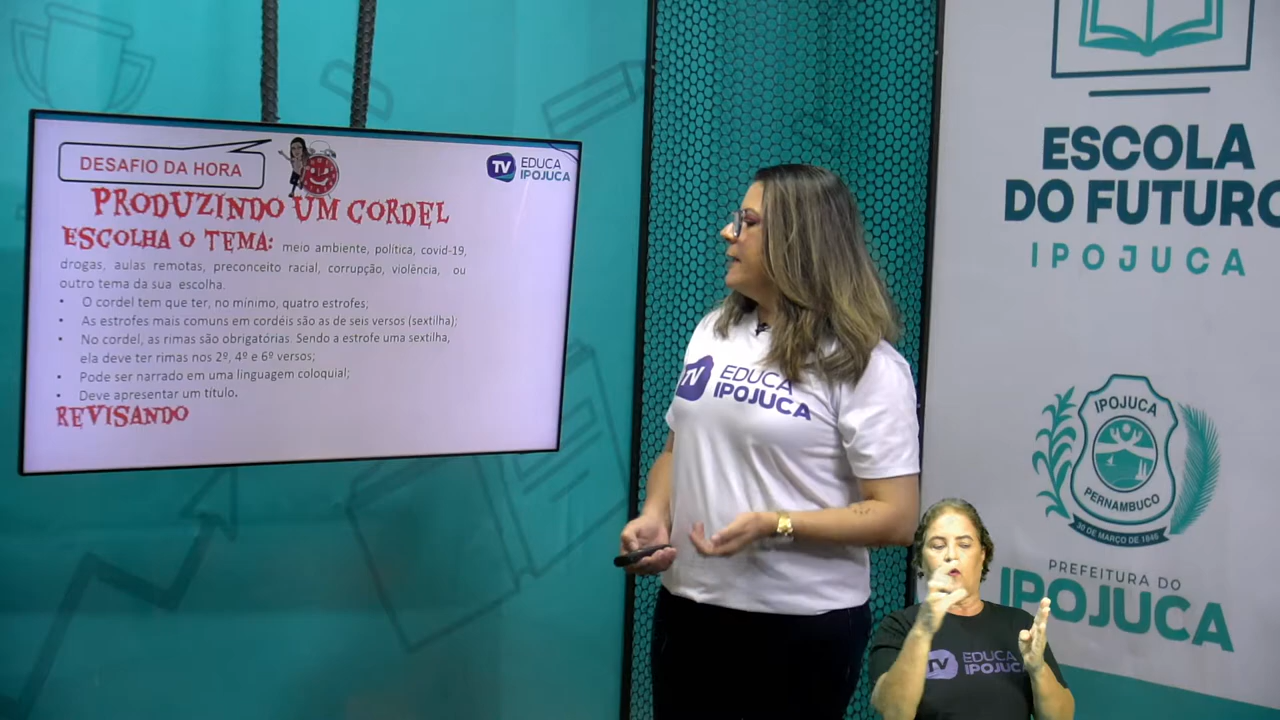 DESAFIO DA HORA
TV EDUCA
IPOJUCA
PRODUZINDO UM CORDEL
ESCOLHA O TEMA: meio ambiente, política, covid-19,
drogas, aulas remotas, preconceito racial, corrupção, violência, ou
outro tema da sua escolha.
• O cordel tem que ter, no mínimo, quatro estrofes;
• As estrofes mais comuns em cordéis são as de seis versos (sextilha);
• No cordel, as rimas são obrigatórias. Sendo a estrofe uma sextilha,
ela deve ter rimas nos 2º, 4º e 6º versos;
• Pode ser narrado em uma linguagem coloquial;
• Deve apresentar um título.
REVISANDO
TV EDUCA
IPOJUCA
ESCOLA
DO FUTURO
IPOJUCA
IPOJUCA
PERNAMBUCO
30 DE MARÇO DE 1846
PREFEITURA DO
IPOJUCA
TV EDUCA
IPOJUCA